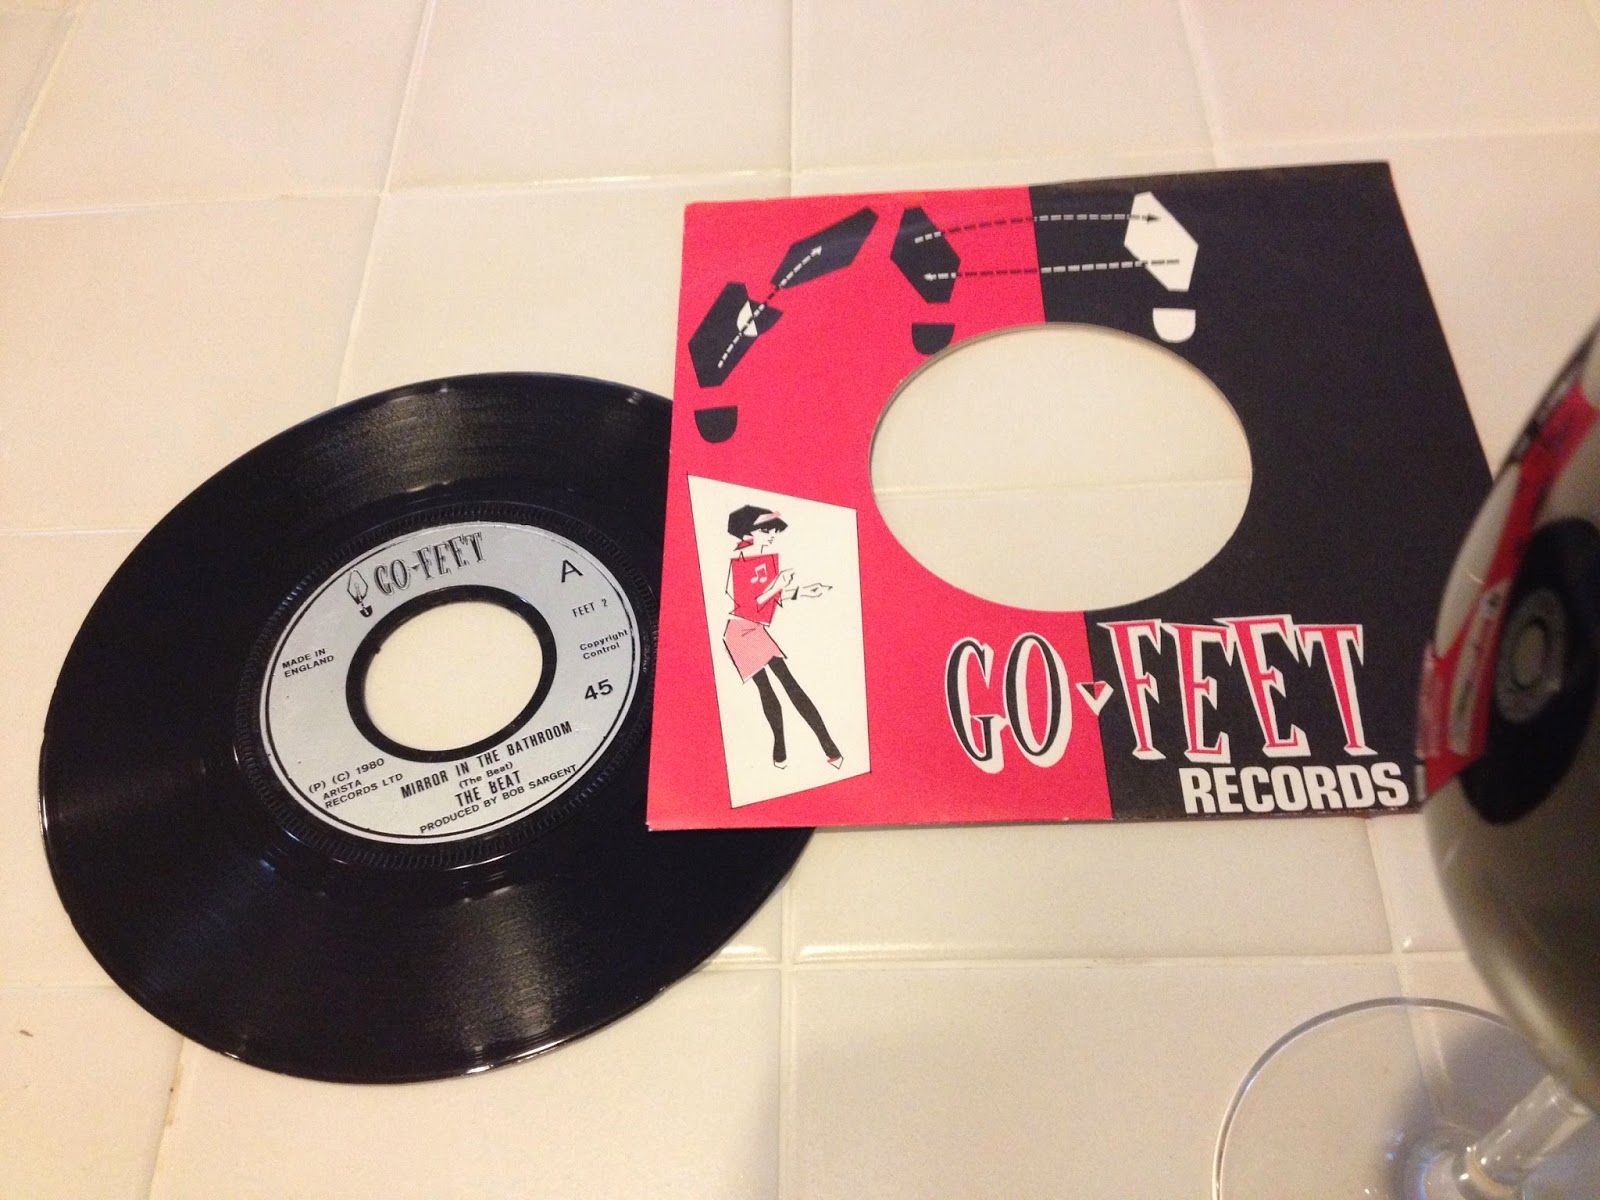 GO-FEET
A
FEET 2
Copyright
Control
45
MADE IN
ENGLAND
(P) (C) 1980
ARISTA
RECORDS LTD
MIRROR IN THE BATHROOM
(The Beat)
THE BEAT
PRODUCED BY BOB SARGENT
GO FEET
RECORDS